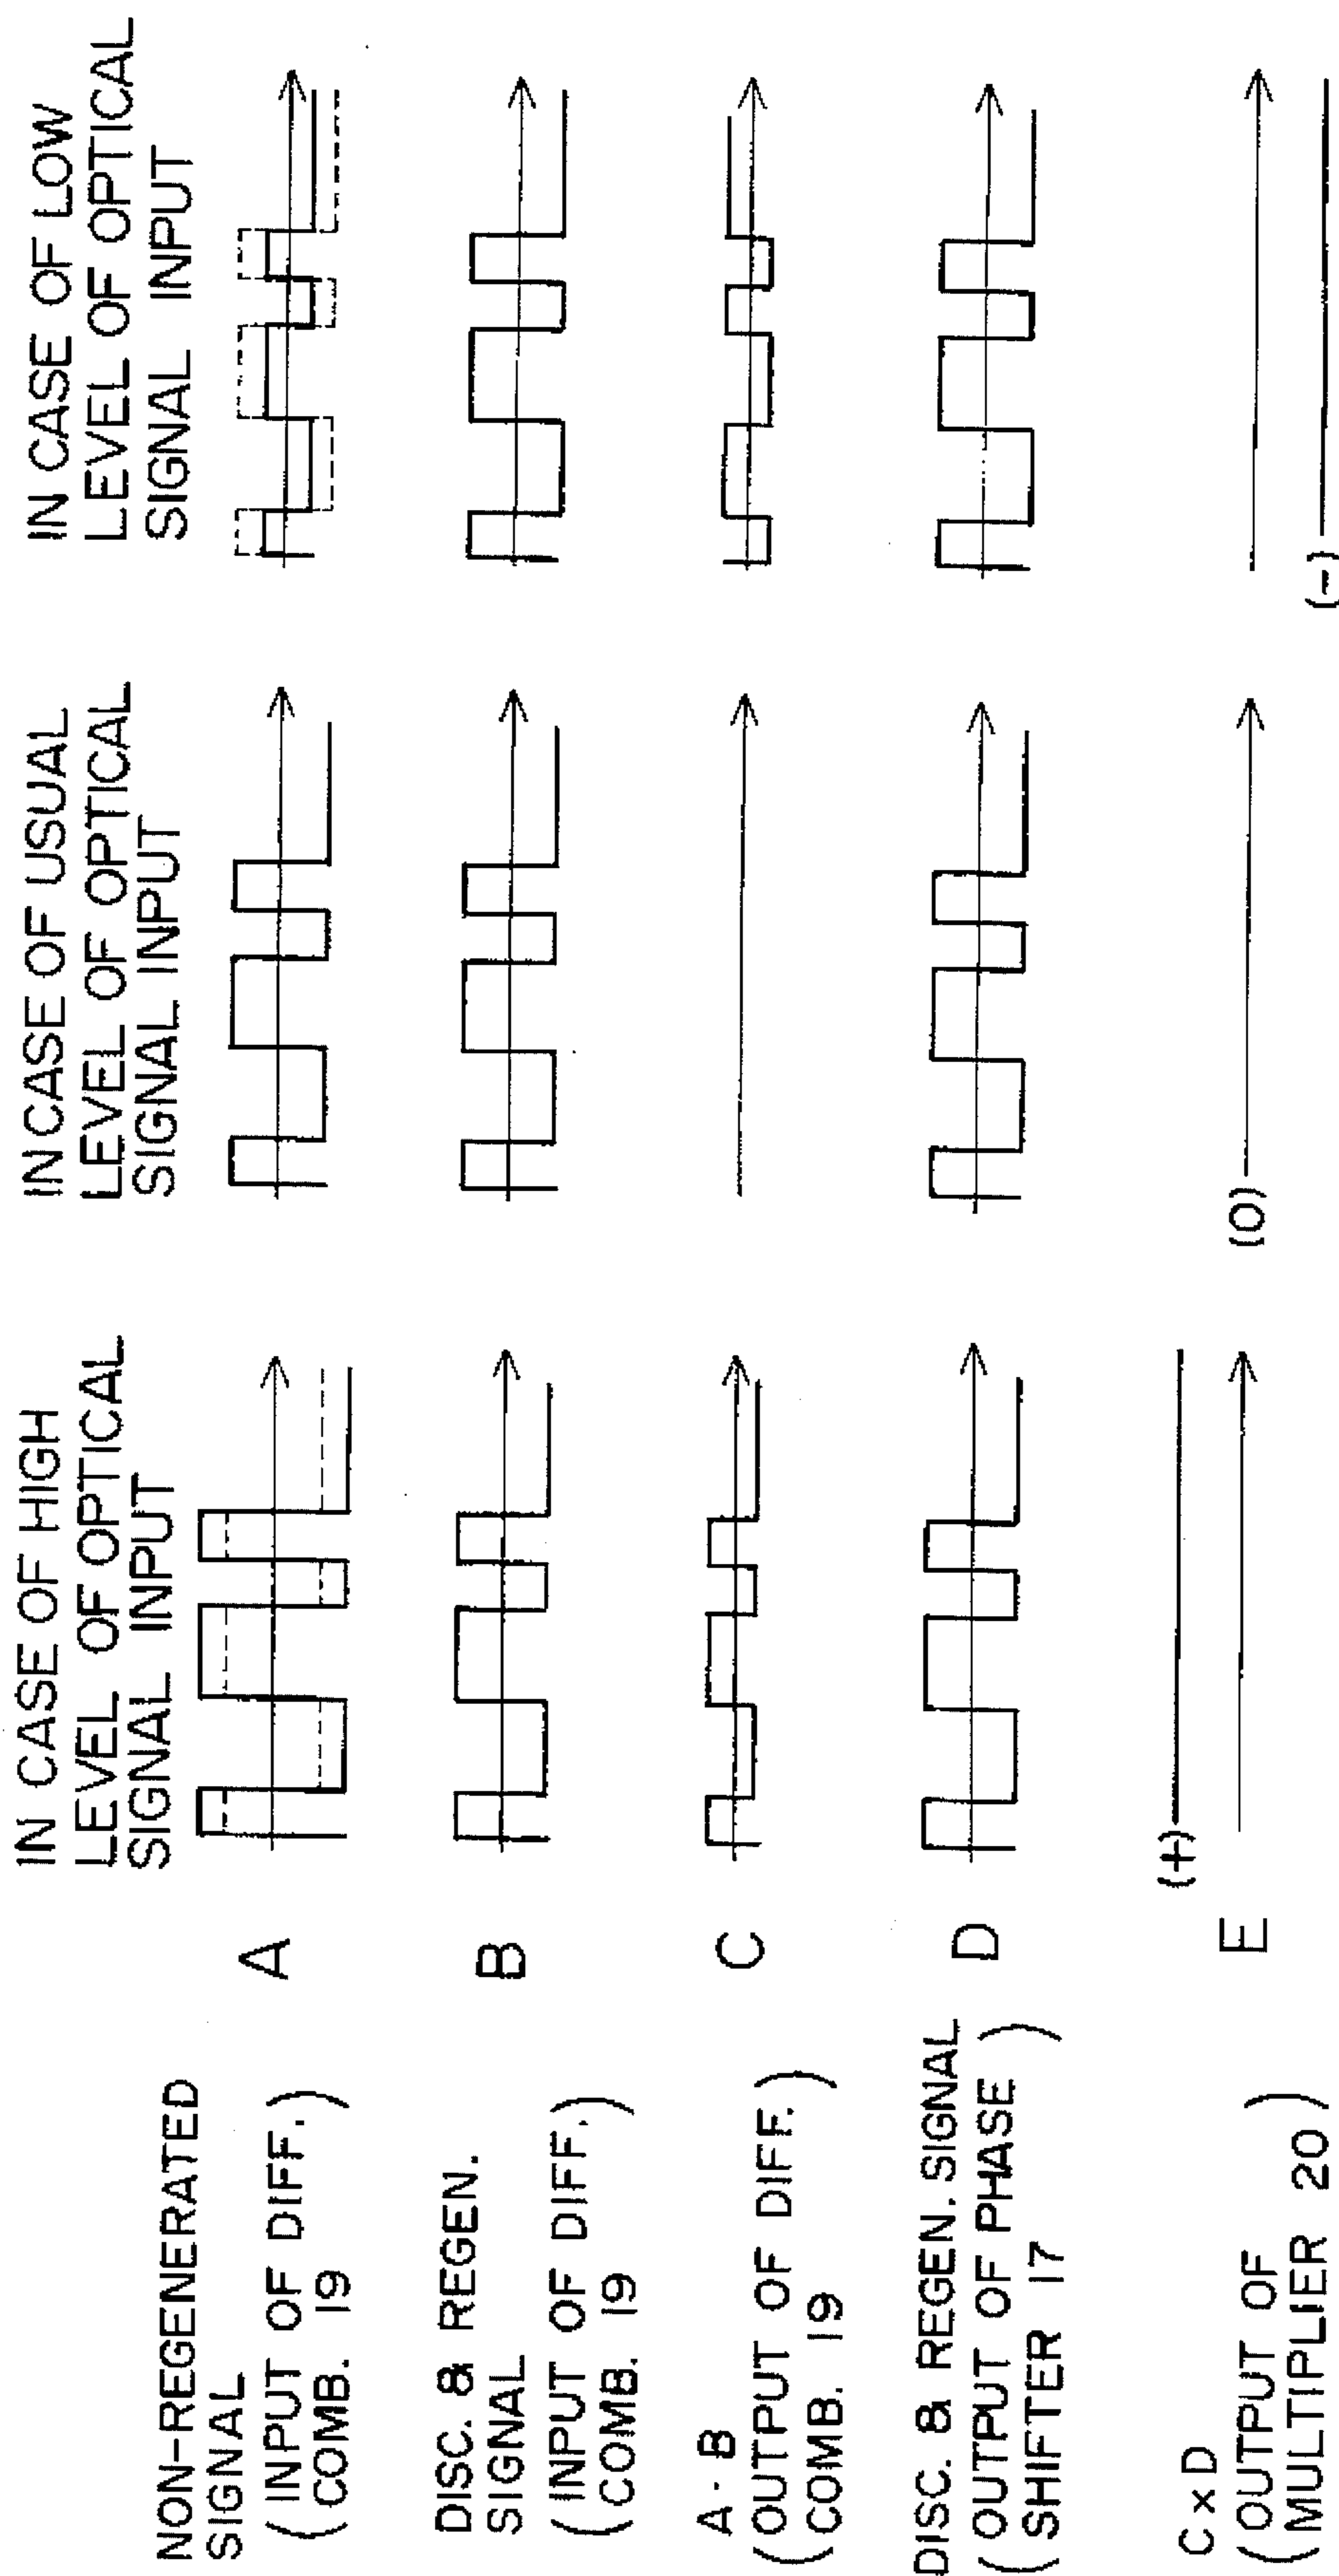 IN CASE OF HIGH
LEVEL OF OPTICAL
SIGNAL INPUT
IN CASE OF USUAL
LEVEL OF OPTICAL
SIGNAL INPUT
IN CASE OF LOW
LEVEL OF OPTICAL
SIGNAL INPUT
NON-REGENERATED
SIGNAL
(INPUT OF DIFF.)
(COMB. 19
A
DISC. & REGEN.
SIGNAL
(INPUT OF DIFF.)
(COMB. 19
B
A - B
(OUTPUT OF DIFF.)
(COMB. 19
C
DISC. & REGEN. SIGNAL
(OUTPUT OF PHASE)
(SHIFTER 17
D
C x D
(OUTPUT OF
(MULTIPLIER 20)
E
(+)
(0)
(-)